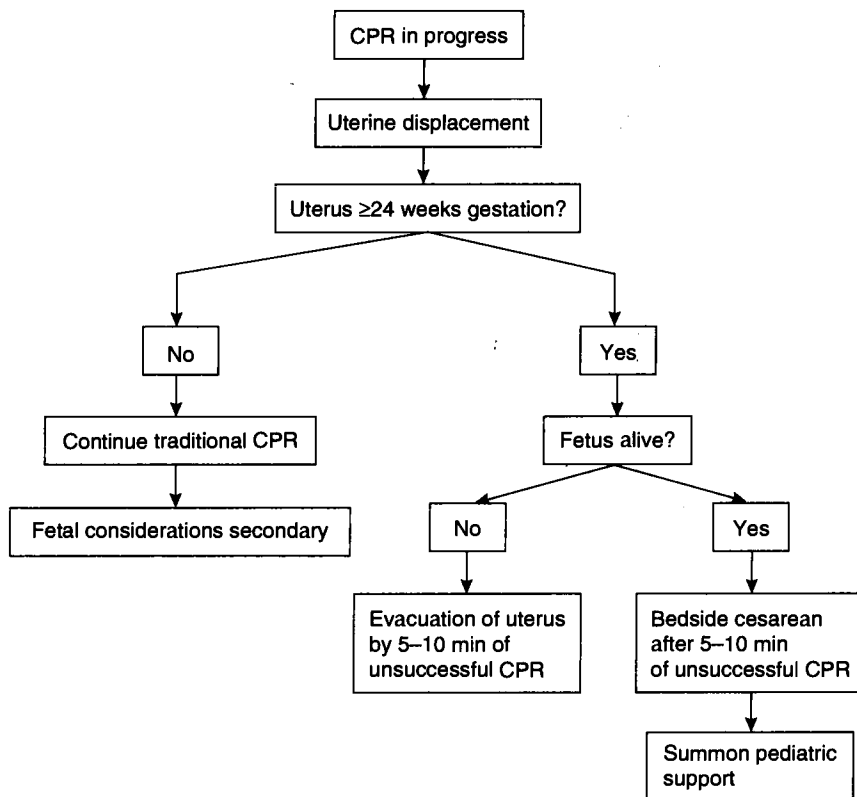 CPR in progress
Uterine displacement
Uterus ≥24 weeks gestation?
No
Yes
Continue traditional CPR
Fetal considerations secondary
Fetus alive?
No
Yes
Evacuation of uterus
by 5–10 min of
unsuccessful CPR
Bedside cesarean
after 5–10 min
of unsuccessful CPR
Summon pediatric
support